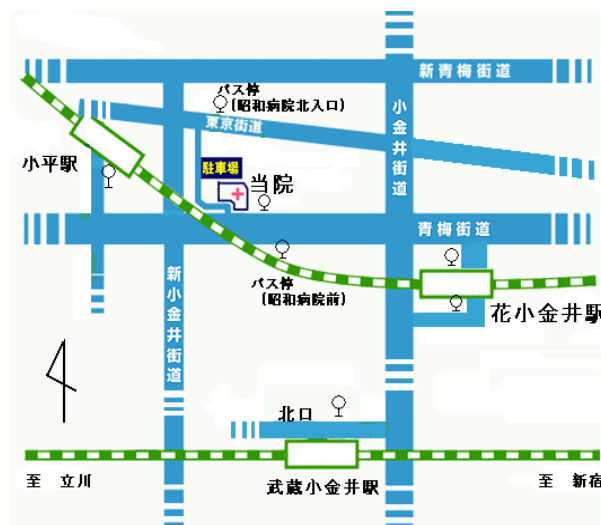 新青梅街道
バス停
(昭和病院北入口)
東京街道
小金井街道
小平駅
駐車場
当院
青梅街道
バス停
(昭和病院前)
新小金井街道
花小金井駅
北口
武蔵小金井駅
至 立川
至 新宿